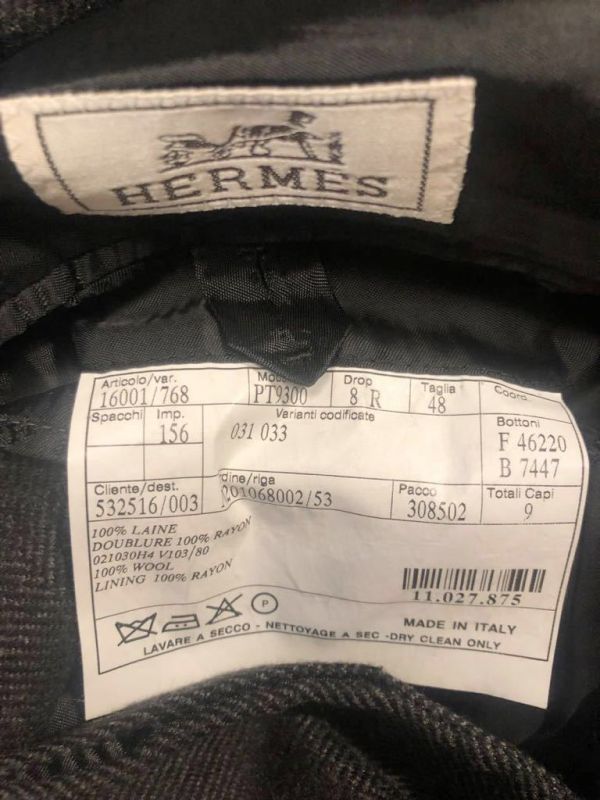 HERMES
Articolo/var.
Drop
Taglia
Coord.
16001/768
PT9300
8 R
48
Spacchi
Imp.
Varianti codificate
Bottoni
156
031 033
F 46220
B 7447
Cliente/dest.
dine/riga
Pacco
Totali Capi
532516/003
201068002/53
308502
9
100% LAINE
DOUBLURE 100% RAYON
021030H4 V103/80
100% WOOL
LINING 100% RAYON
11.027.875
P
MADE IN ITALY
LAVARE A SECCO - NETTOYAGE A SEC -DRY CLEAN ONLY